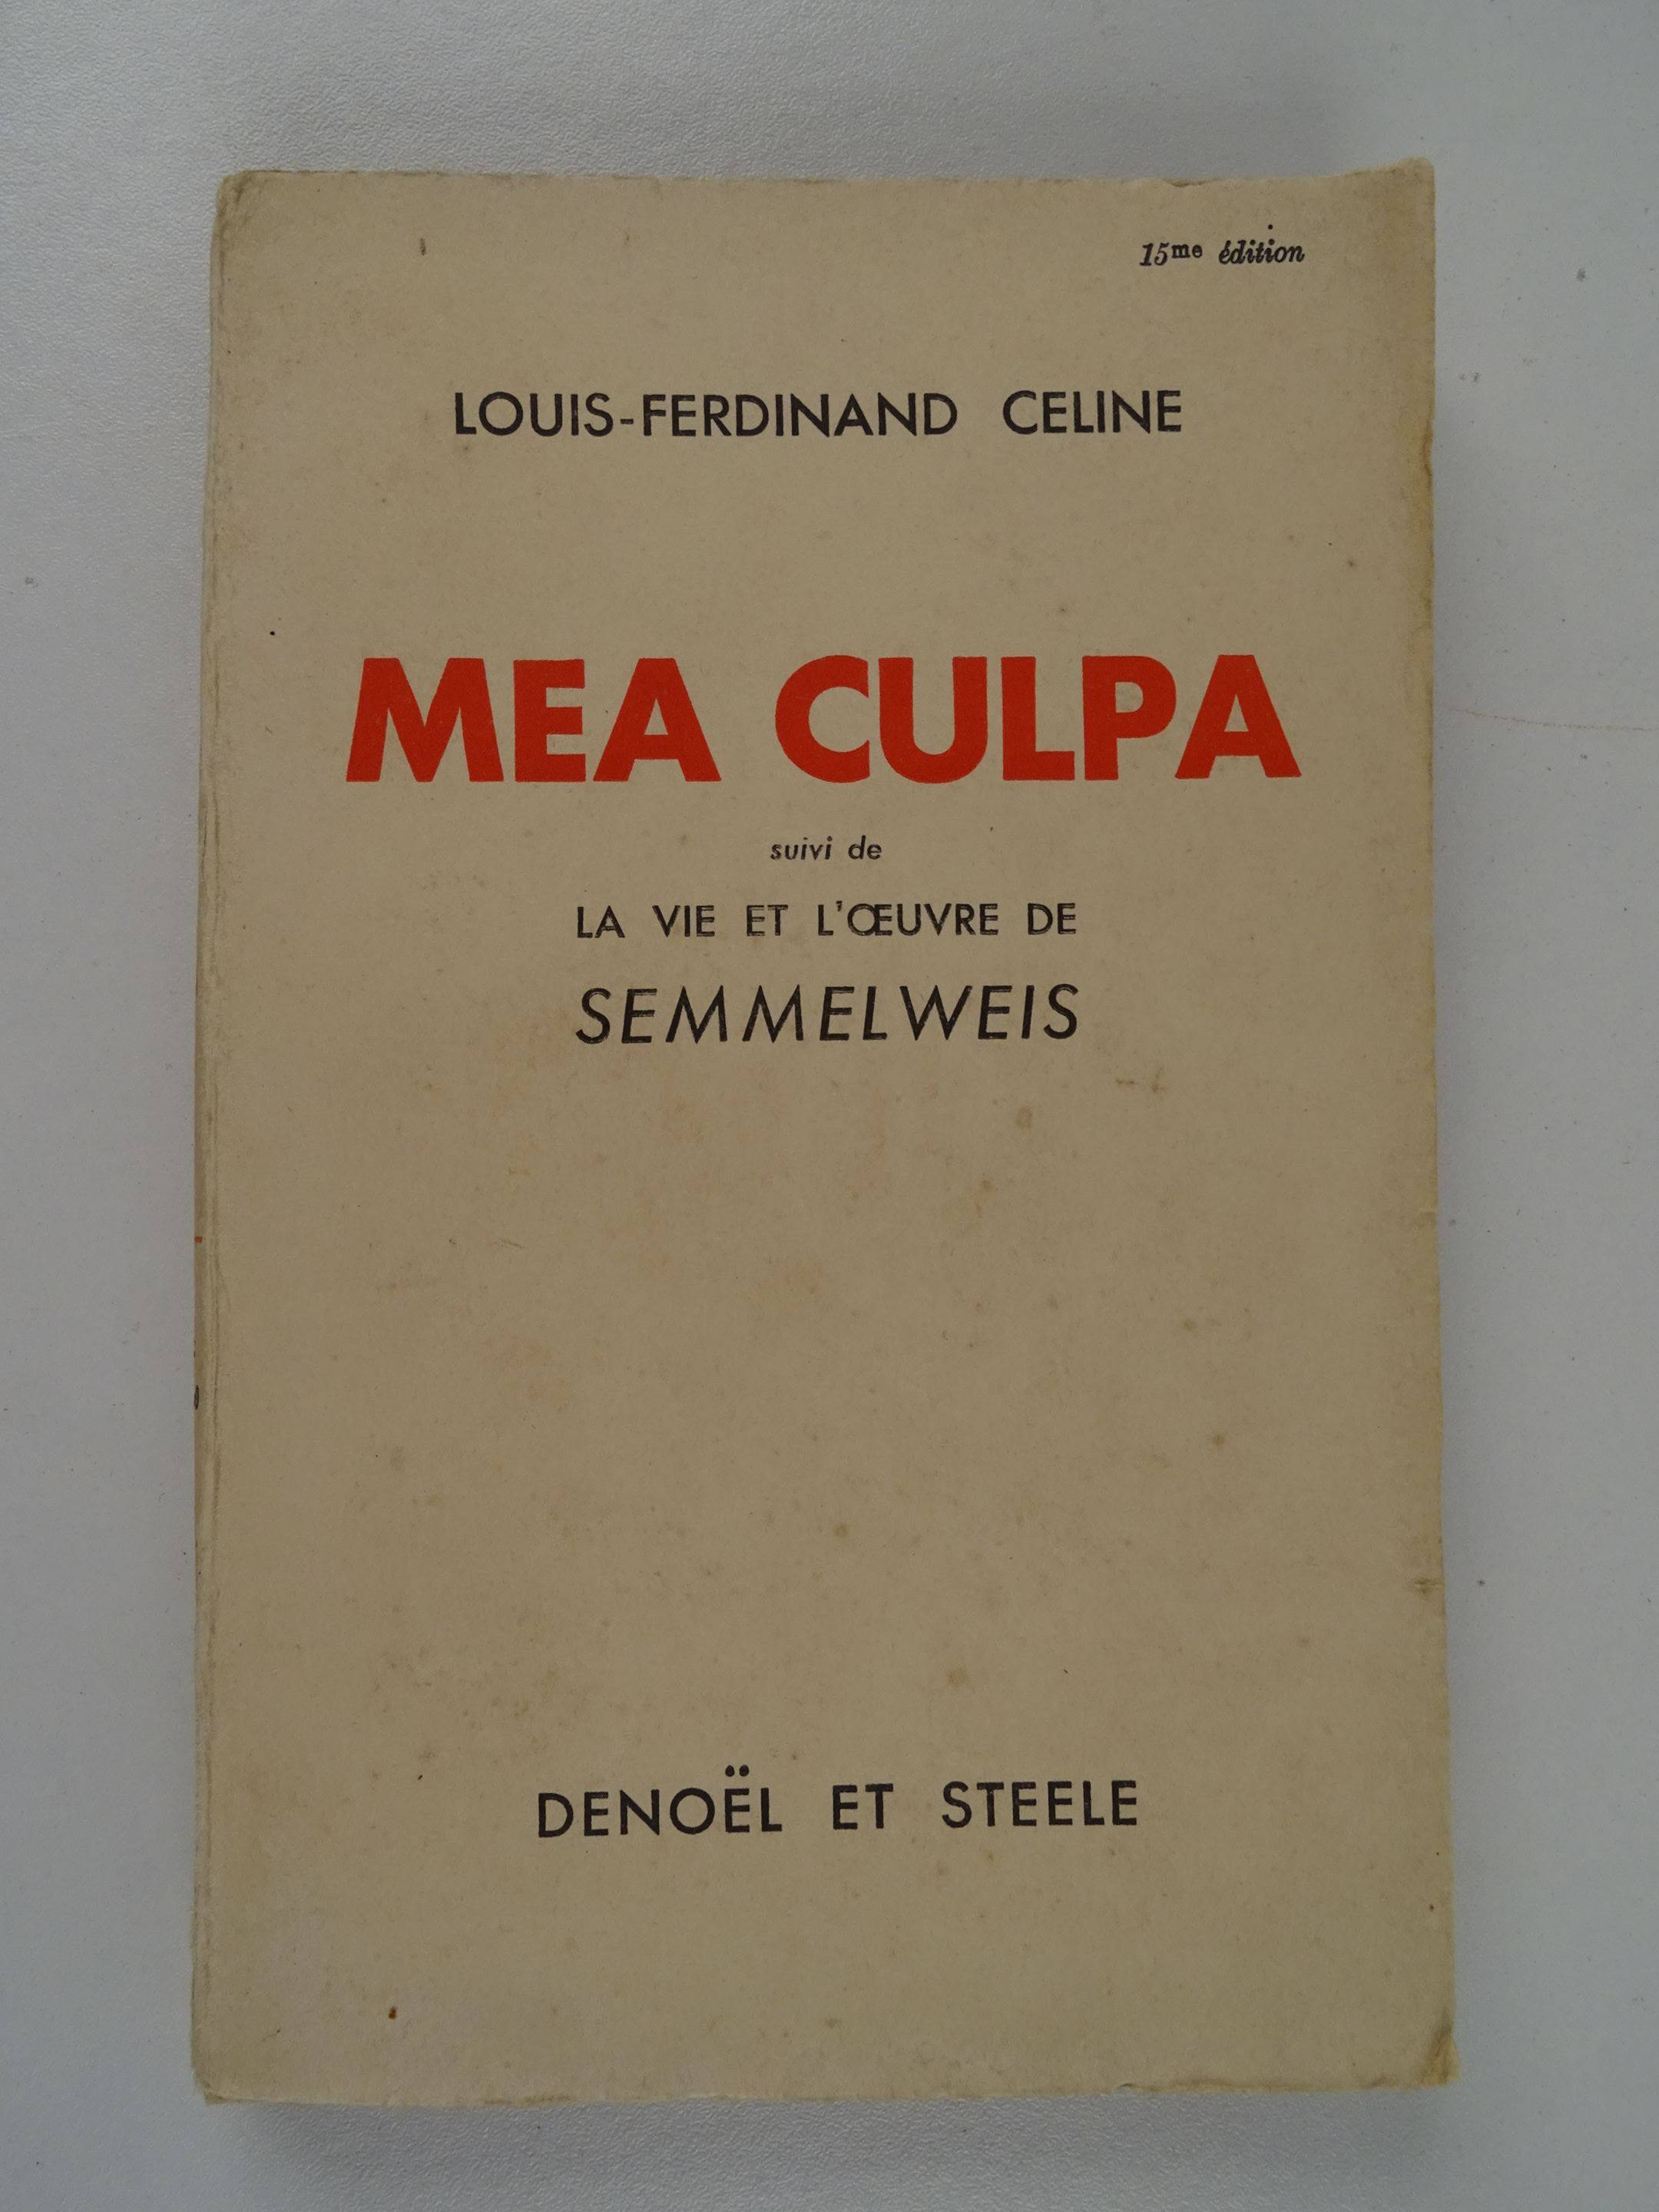 15me édition
LOUIS-FERDINAND CELINE
MEA CULPA
suivi de
LA VIE ET L'ŒUVRE DE
SEMMELWEIS
DENOËL ET STEELE